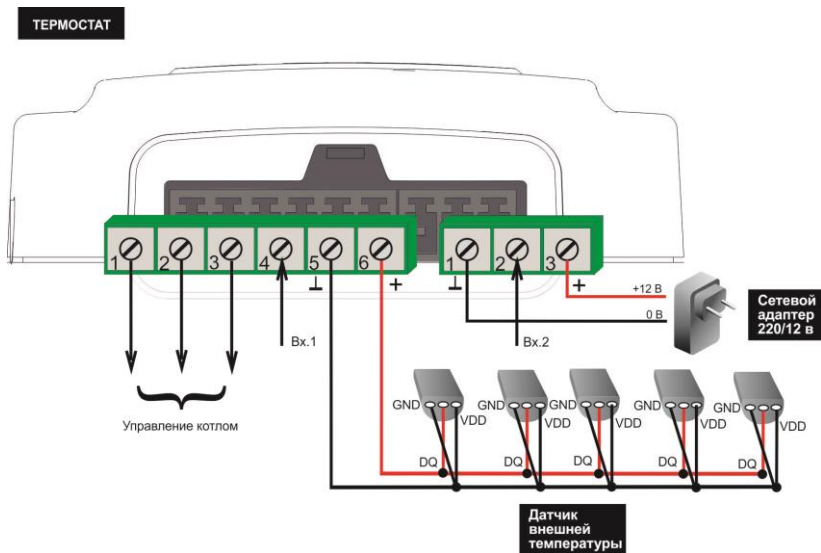 ТЕРМОСТАТ
1 2 3 4 5 6
⊥ +
1 2 3
⊥ +
+12 В
0 В
Сетевой
адаптер
220/12 в
Вх.1
Вх.2
Управление котлом
GND VDD GND VDD GND VDD GND VDD GND VDD
DQ DQ DQ DQ DQ
Датчик
внешней
температуры